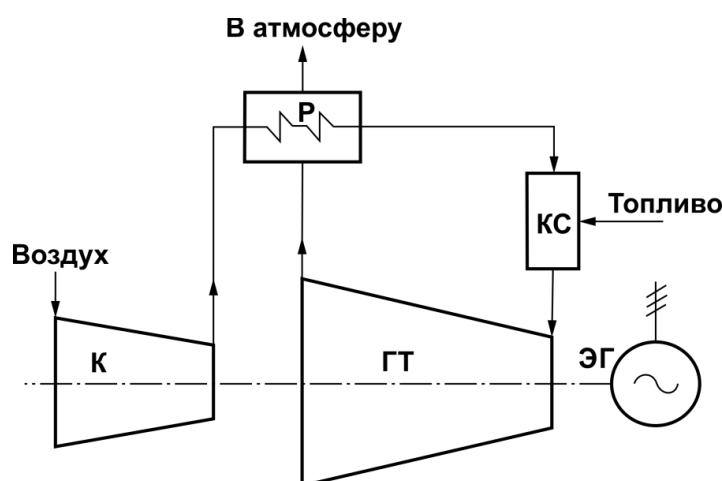 В атмосферу
Р
КС
Топливо
Воздух
К
ГТ
ЭГ